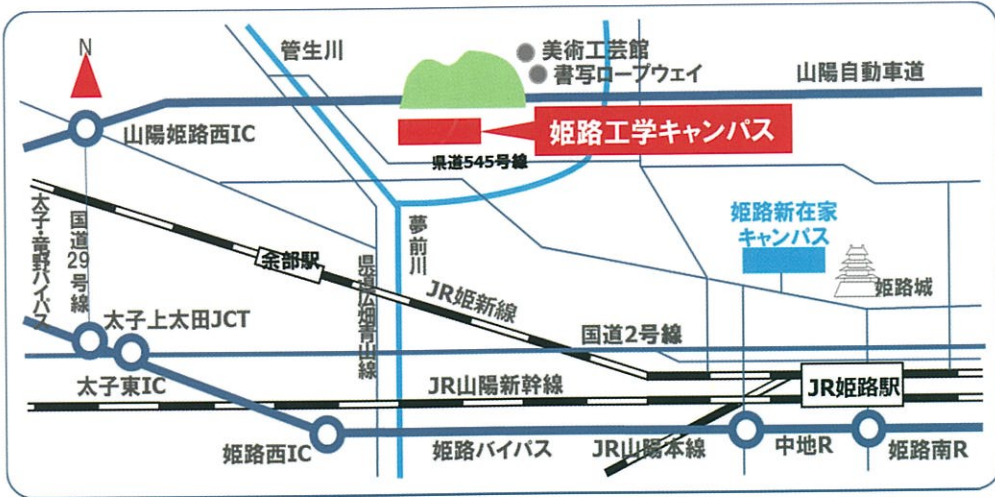 N
管生川
美術工芸館
書写ロープウェイ
山陽自動車道
山陽姫路西IC
姫路工学キャンパス
県道545号線
太子・竜野バイパス
国道29号線
余部駅
県道広畑青山線
夢前川
JR姫新線
姫路新在家
キャンパス
姫路城
太子上太田JCT
国道2号線
太子東IC
JR山陽新幹線
JR姫路駅
姫路西IC
姫路バイパス
JR山陽本線
中地R
姫路南R